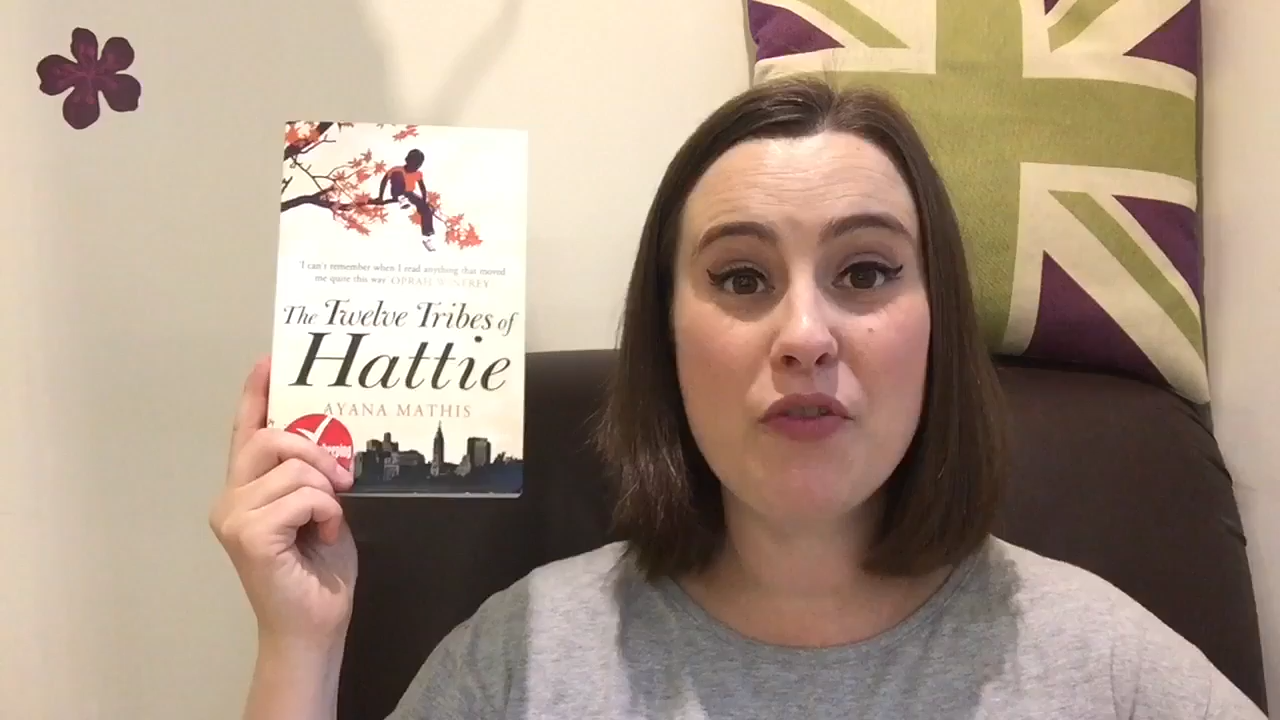 'I can't remember when I read anything that moved
me quite this way OPRAH WINFREY
The Twelve Tribes of
Hattie
AYANA MATHIS